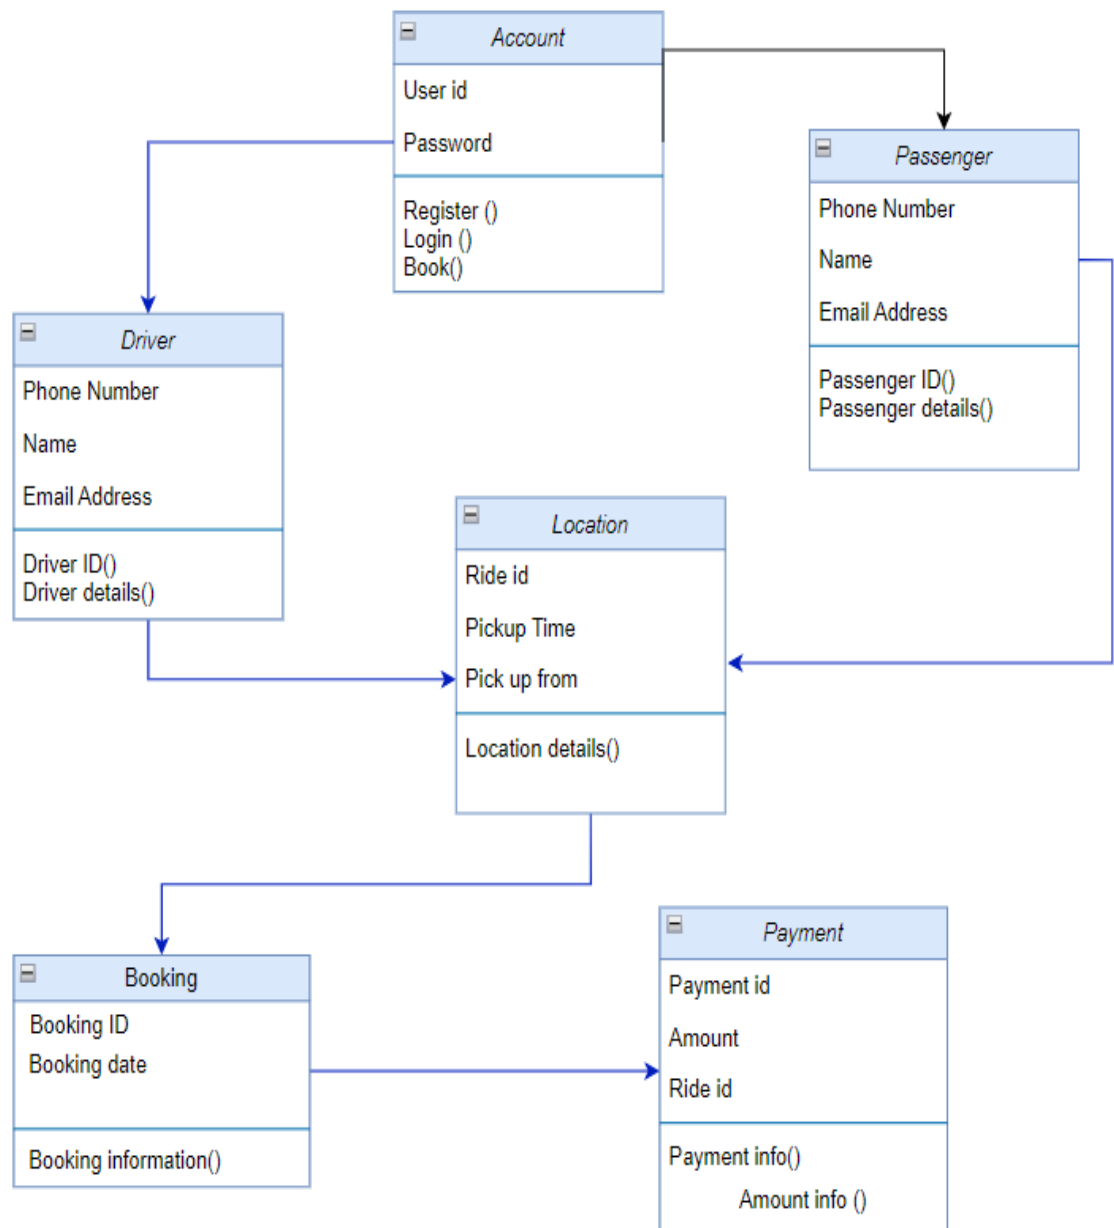 Account
User id
Password
Register ()
Login ()
Book()
Passenger
Phone Number
Name
Email Address
Passenger ID()
Passenger details()
Driver
Phone Number
Name
Email Address
Driver ID()
Driver details()
Location
Ride id
Pickup Time
Pick up from
Location details()
Booking
Booking ID
Booking date
Booking information()
Payment
Payment id
Amount
Ride id
Payment info()
Amount info ()